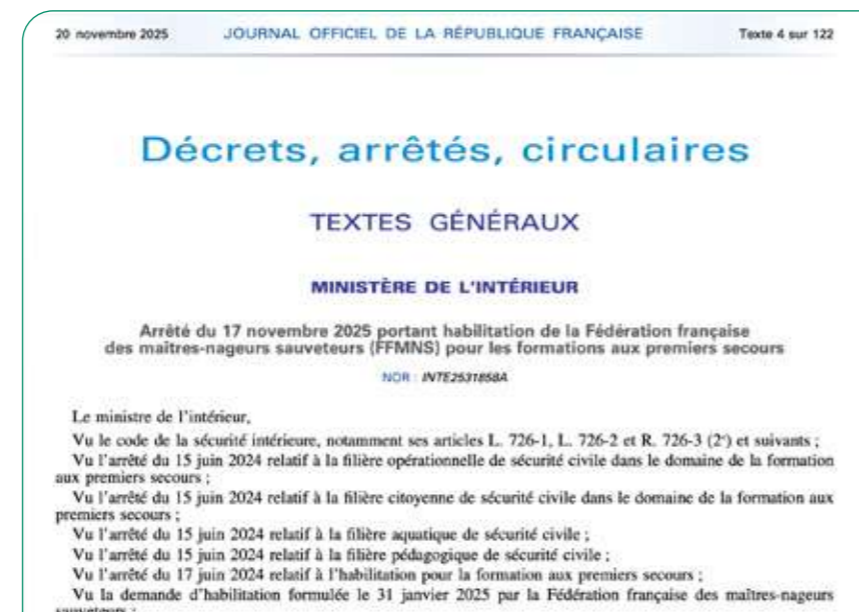 20 novembre 2025 JOURNAL OFFICIEL DE LA RÉPUBLIQUE FRANÇAISE Texte 4 sur 122
Décrets, arrêtés, circulaires
TEXTES GÉNÉRAUX
MINISTÈRE DE L'INTÉRIEUR
Arrêté du 17 novembre 2025 portant habilitation de la Fédération française
des maîtres-nageurs sauveteurs (FFMNS) pour les formations aux premiers secours
NOR : INTE2531858A
Le ministre de l'intérieur,
Vu le code de la sécurité intérieure, notamment ses articles L. 726-1, L. 726-2 et R. 726-3 (2°) et suivants ;
Vu l'arrêté du 15 juin 2024 relatif à la filière opérationnelle de sécurité civile dans le domaine de la formation
aux premiers secours ;
Vu l'arrêté du 15 juin 2024 relatif à la filière citoyenne de sécurité civile dans le domaine de la formation aux
premiers secours ;
Vu l'arrêté du 15 juin 2024 relatif à la filière aquatique de sécurité civile ;
Vu l'arrêté du 15 juin 2024 relatif à la filière pédagogique de sécurité civile ;
Vu l'arrêté du 17 juin 2024 relatif à l'habilitation pour la formation aux premiers secours ;
Vu la demande d'habilitation formulée le 31 janvier 2025 par la Fédération française des maîtres-nageurs
sauveteurs ;